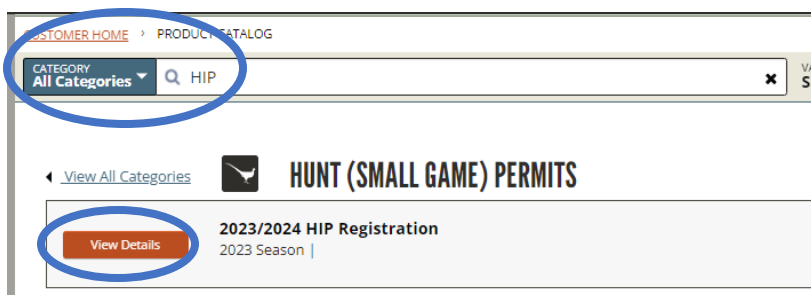 CUSTOMER HOME › PRODUCT CATALOG
CATEGORY
All Categories HIP
View All Categories
HUNT (SMALL GAME) PERMITS
View Details
2023/2024 HIP Registration
2023 Season |